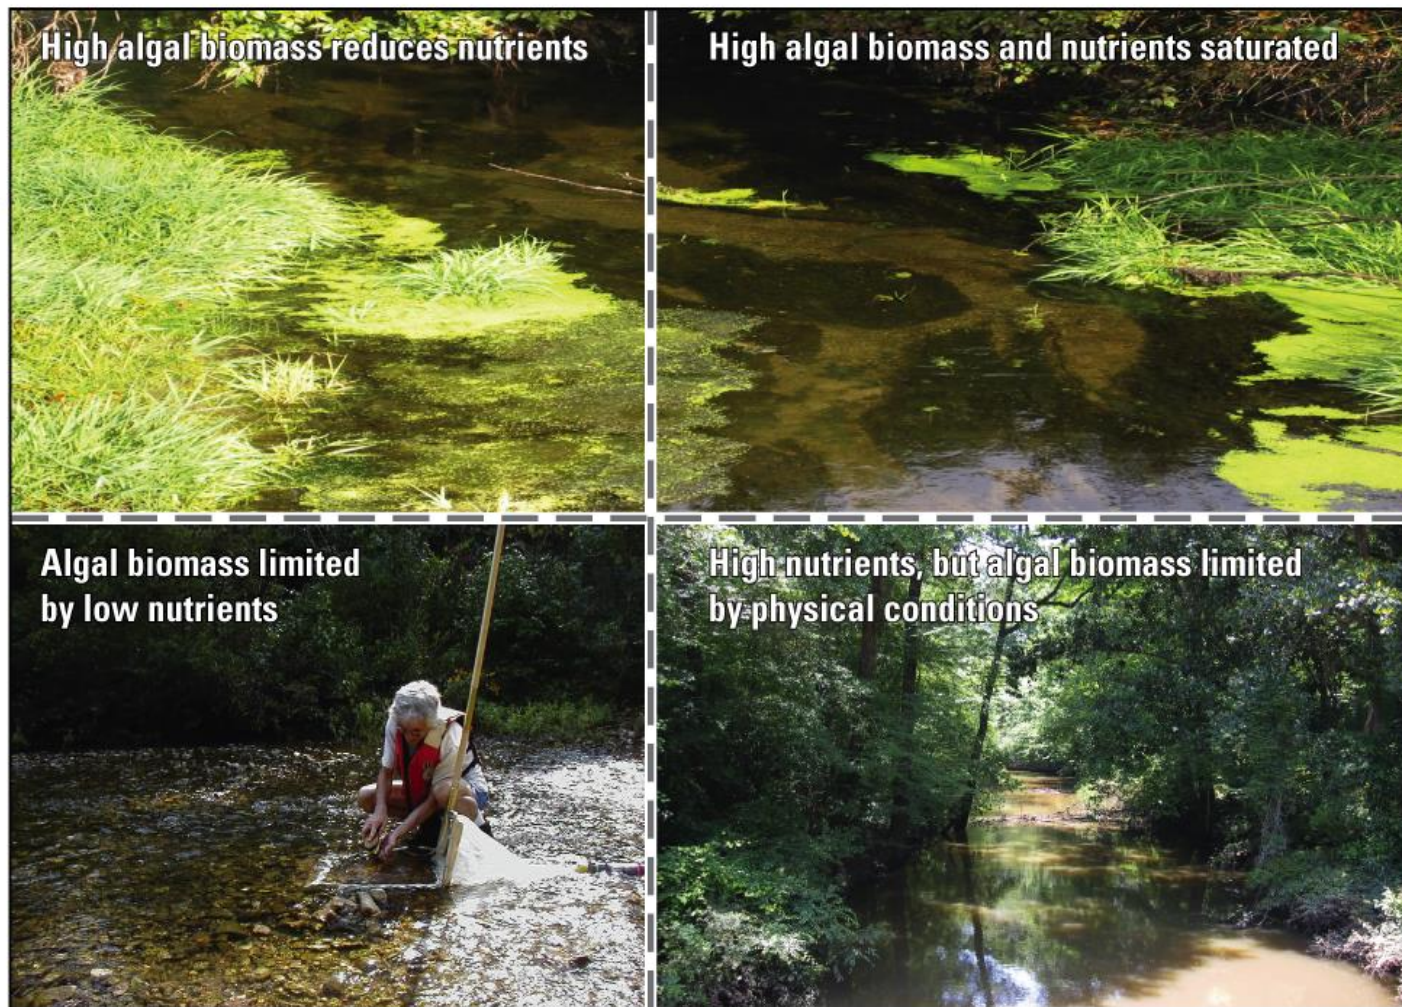 High algal biomass reduces nutrients
High algal biomass and nutrients saturated
Algal biomass limited
by low nutrients
High nutrients, but algal biomass limited
by physical conditions